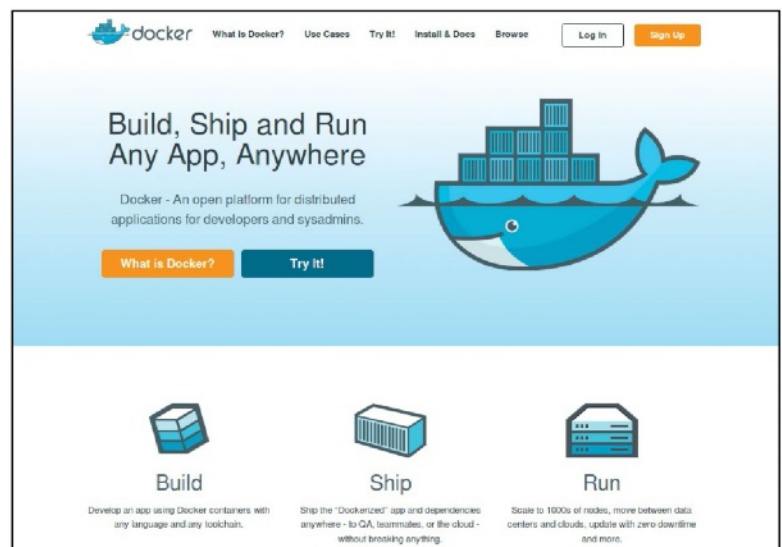 docker What is Docker? Use Cases Try It! Install & Docs Browse Log In Sign Up
Build, Ship and Run
Any App, Anywhere
Docker - An open platform for distributed
applications for developers and sysadmins.
What is Docker? Try It!
Build
Develop an app using Docker containers with
any language and any toolchain.
Ship
Ship the "Dockerized" app and dependencies
anywhere - to QA, teammates, or the cloud -
without breaking anything.
Run
Scale to 1000s of nodes, move between data
centers and clouds, update with zero downtime
and more.